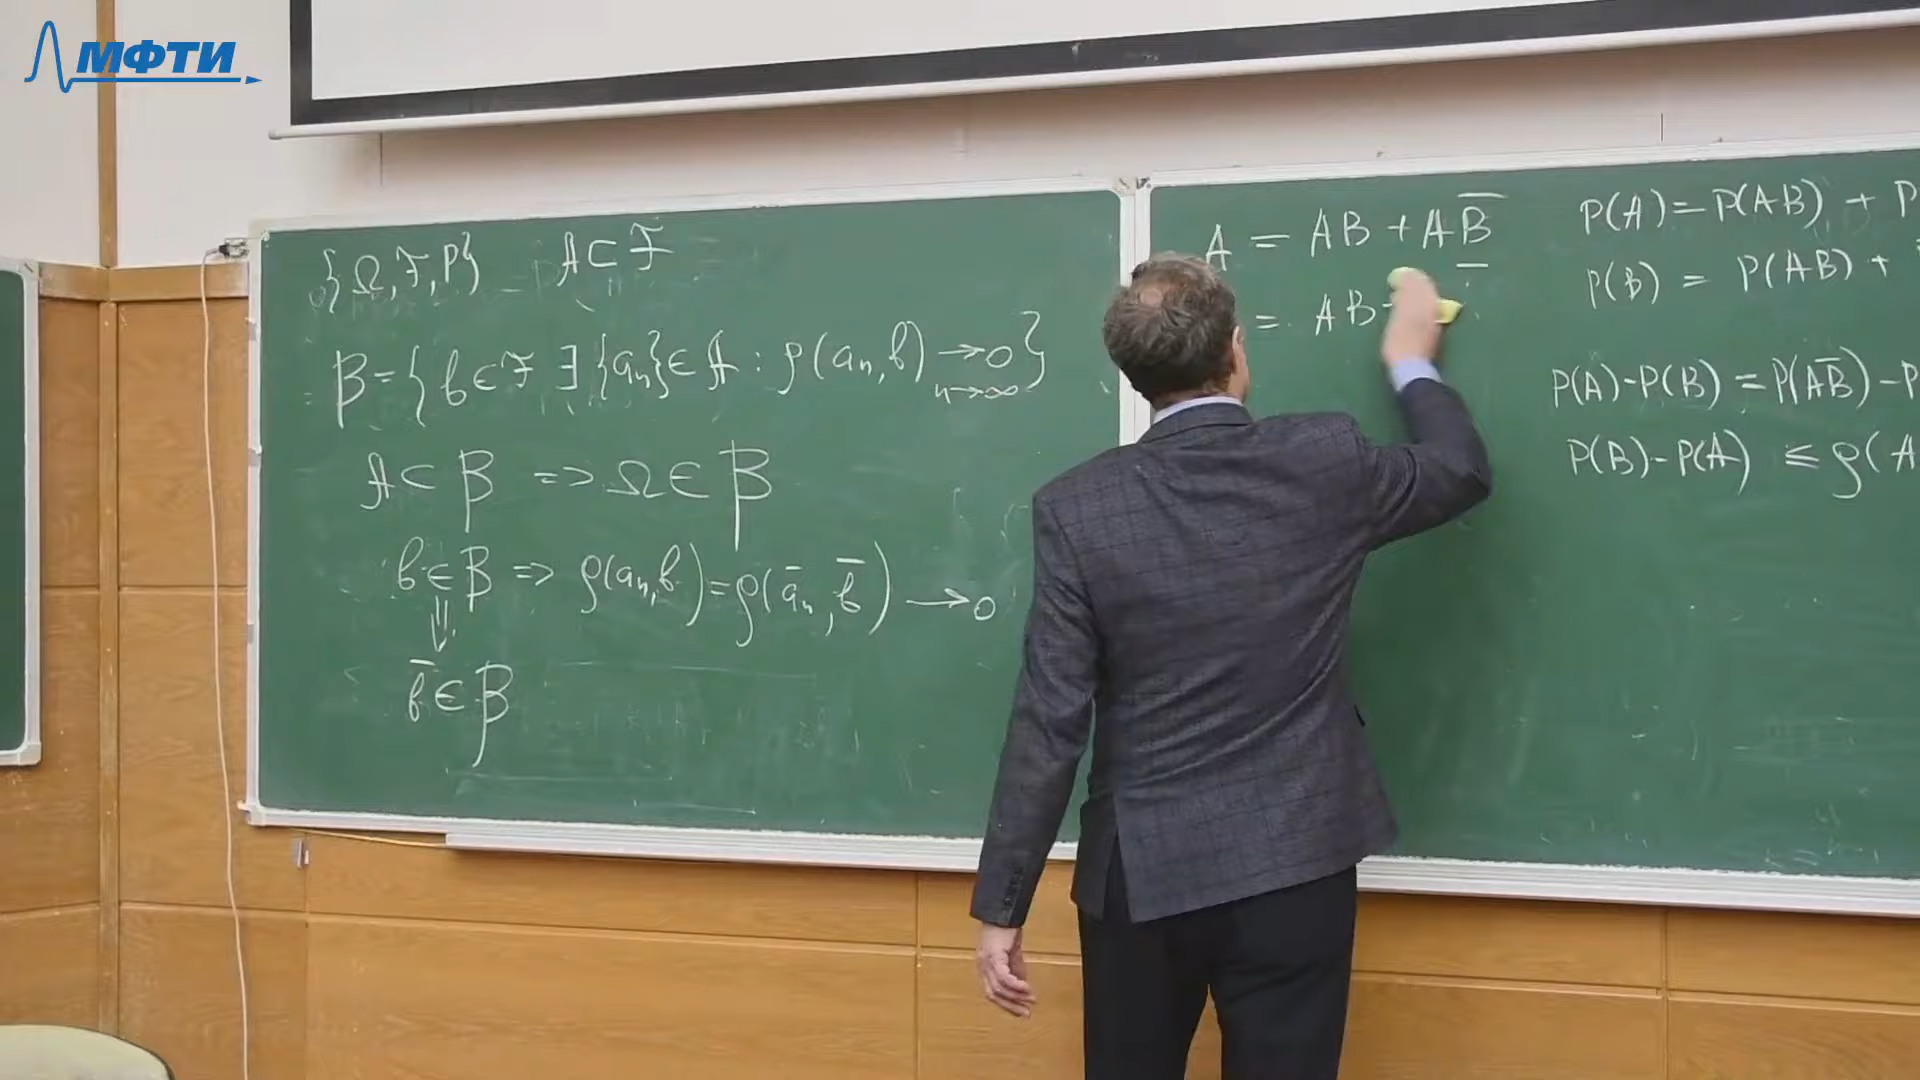 МФТИ
{Ω, ℱ, P} 𝒜 ⊂ ℱ
β = {b ∈ ℱ ∃ {aₙ} ∈ 𝒜 : ρ(aₙ, b) → 0}
n→∞
𝒜 ⊂ β => Ω ∈ β
b ∈ β => ρ(aₙ, b) = ρ(āₙ, b̄) → 0
⇓
b̄ ∈ β
A = AB + AB̄
= AB
P(A) = P(AB) + P
P(B) = P(AB) +
P(A) - P(B) = P(AB̄) - P
P(B) - P(A) ≤ ρ(A